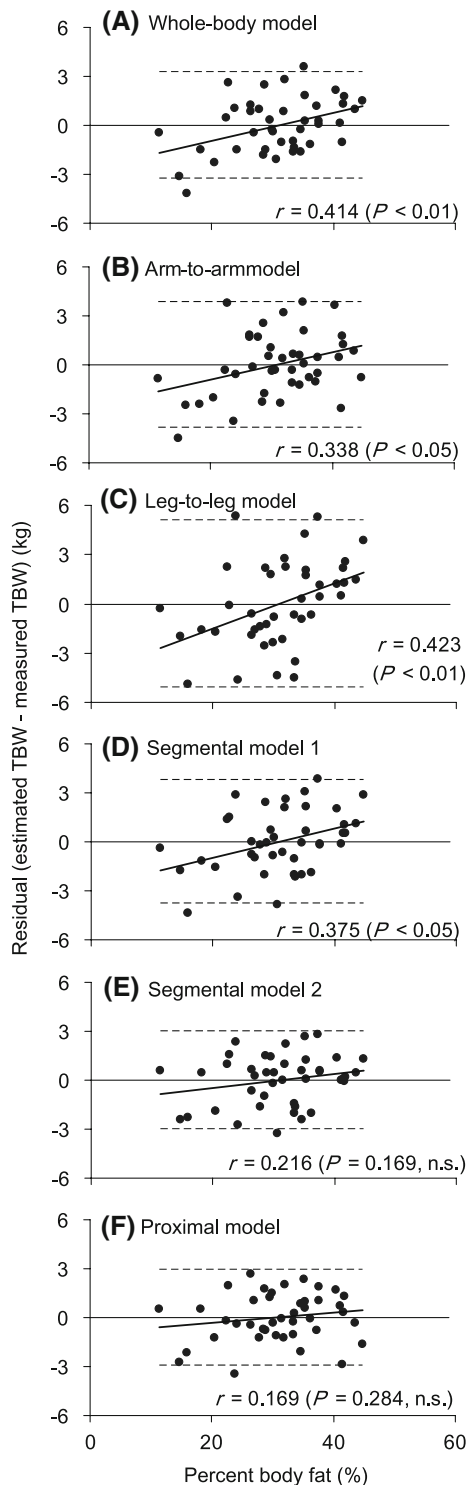 (A) Whole-body model
6
3
0
-3
-6
r = 0.414 (P < 0.01)
(B) Arm-to-armmodel
6
3
0
-3
-6
r = 0.338 (P < 0.05)
(C) Leg-to-leg model
6
3
0
-3
-6
r = 0.423
(P < 0.01)
(D) Segmental model 1
6
3
0
-3
-6
r = 0.375 (P < 0.05)
(E) Segmental model 2
6
3
0
-3
-6
r = 0.216 (P = 0.169, n.s.)
(F) Proximal model
6
3
0
-3
-6
r = 0.169 (P = 0.284, n.s.)
0 20 40 60
Percent body fat (%)
Residual (estimated TBW - measured TBW) (kg)